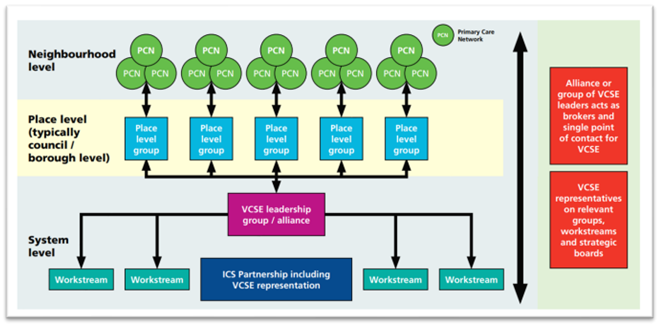 Neighbourhood
level
PCN
PCN PCN
PCN
PCN PCN
PCN
PCN PCN
PCN
PCN PCN
PCN
PCN PCN
PCN
Primary Care
Network
Place level
(typically
council /
borough level)
Place
level
group
Place
level
group
Place
level
group
Place
level
group
Place
level
group
VCSE leadership
group / alliance
System
level
Workstream
Workstream
ICS Partnership including
VCSE representation
Workstream
Workstream
Alliance or
group of VCSE
leaders acts as
brokers and
single point
of contact for
VCSE
VCSE
representatives
on relevant
groups,
workstreams
and strategic
boards